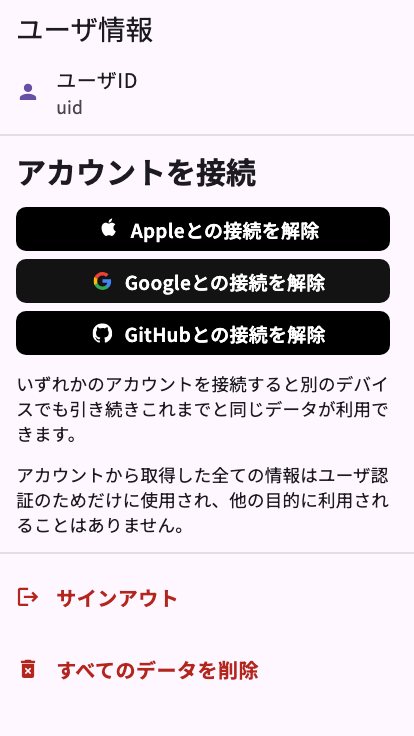 ユーザ情報
ユーザID
uid
アカウントを接続
Appleとの接続を解除
Googleとの接続を解除
GitHubとの接続を解除
いずれかのアカウントを接続すると別のデバイ
スでも引き続きこれまでと同じデータが利用で
きます。
アカウントから取得した全ての情報はユーザ認
証のためだけに使用され、他の目的に利用され
ることはありません。
サインアウト
すべてのデータを削除